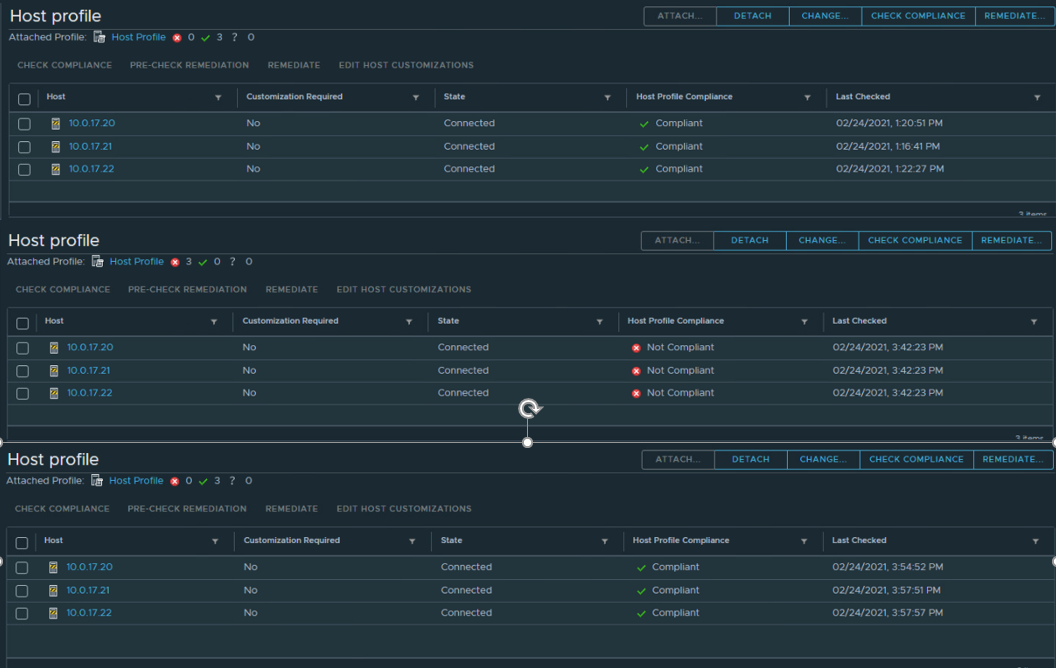 Host profile ATTACH... DETACH CHANGE... CHECK COMPLIANCE REMEDIATE...
Attached Profile: Host Profile 0 3 ? 0
CHECK COMPLIANCE PRE-CHECK REMEDIATION REMEDIATE EDIT HOST CUSTOMIZATIONS
Host Customization Required State Host Profile Compliance Last Checked
10.0.17.20 No Connected Compliant 02/24/2021, 1:20:51 PM
10.0.17.21 No Connected Compliant 02/24/2021, 1:16:41 PM
10.0.17.22 No Connected Compliant 02/24/2021, 1:22:27 PM
3 items
Host profile ATTACH... DETACH CHANGE... CHECK COMPLIANCE REMEDIATE...
Attached Profile: Host Profile 3 0 ? 0
CHECK COMPLIANCE PRE-CHECK REMEDIATION REMEDIATE EDIT HOST CUSTOMIZATIONS
Host Customization Required State Host Profile Compliance Last Checked
10.0.17.20 No Connected Not Compliant 02/24/2021, 3:42:23 PM
10.0.17.21 No Connected Not Compliant 02/24/2021, 3:42:23 PM
10.0.17.22 No Connected Not Compliant 02/24/2021, 3:42:23 PM
3 items
Host profile ATTACH... DETACH CHANGE... CHECK COMPLIANCE REMEDIATE...
Attached Profile: Host Profile 0 3 ? 0
CHECK COMPLIANCE PRE-CHECK REMEDIATION REMEDIATE EDIT HOST CUSTOMIZATIONS
Host Customization Required State Host Profile Compliance Last Checked
10.0.17.20 No Connected Compliant 02/24/2021, 3:54:52 PM
10.0.17.21 No Connected Compliant 02/24/2021, 3:57:51 PM
10.0.17.22 No Connected Compliant 02/24/2021, 3:57:57 PM